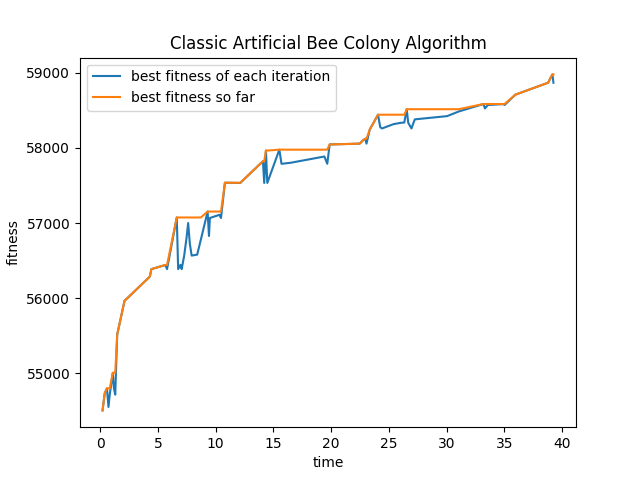 Classic Artificial Bee Colony Algorithm
best fitness of each iteration
best fitness so far
59000
58000
57000
56000
55000
fitness
0 5 10 15 20 25 30 35 40
time